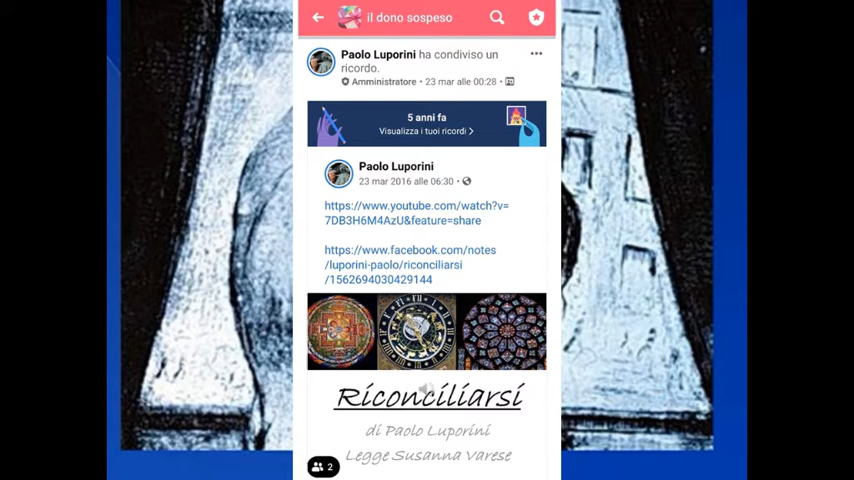 il dono sospeso
Paolo Luporini ha condiviso un
ricordo.
Amministratore • 23 mar alle 00:28 •
5 anni fa
Visualizza i tuoi ricordi
Paolo Luporini
23 mar 2016 alle 06:30 •
https://www.youtube.com/watch?v=
7DB3H6M4AzU&feature=share
https://www.facebook.com/notes
/luporini-paolo/riconciliarsi
/1562694030429144
Riconciliarsi
di Paolo Luporini
Legge Susanna Varese
2